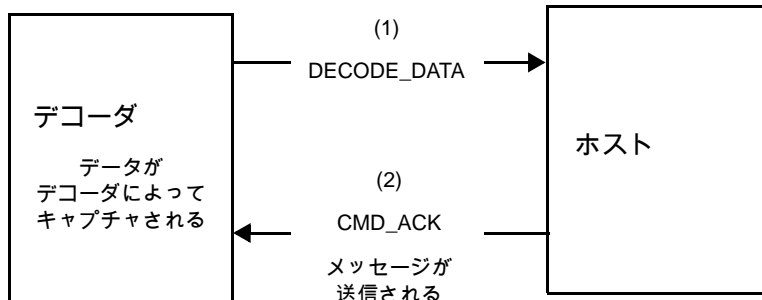 デコーダ
データが
デコーダによって
キャプチャされる
(1)
DECODE_DATA
(2)
CMD_ACK
メッセージが
送信される
ホスト